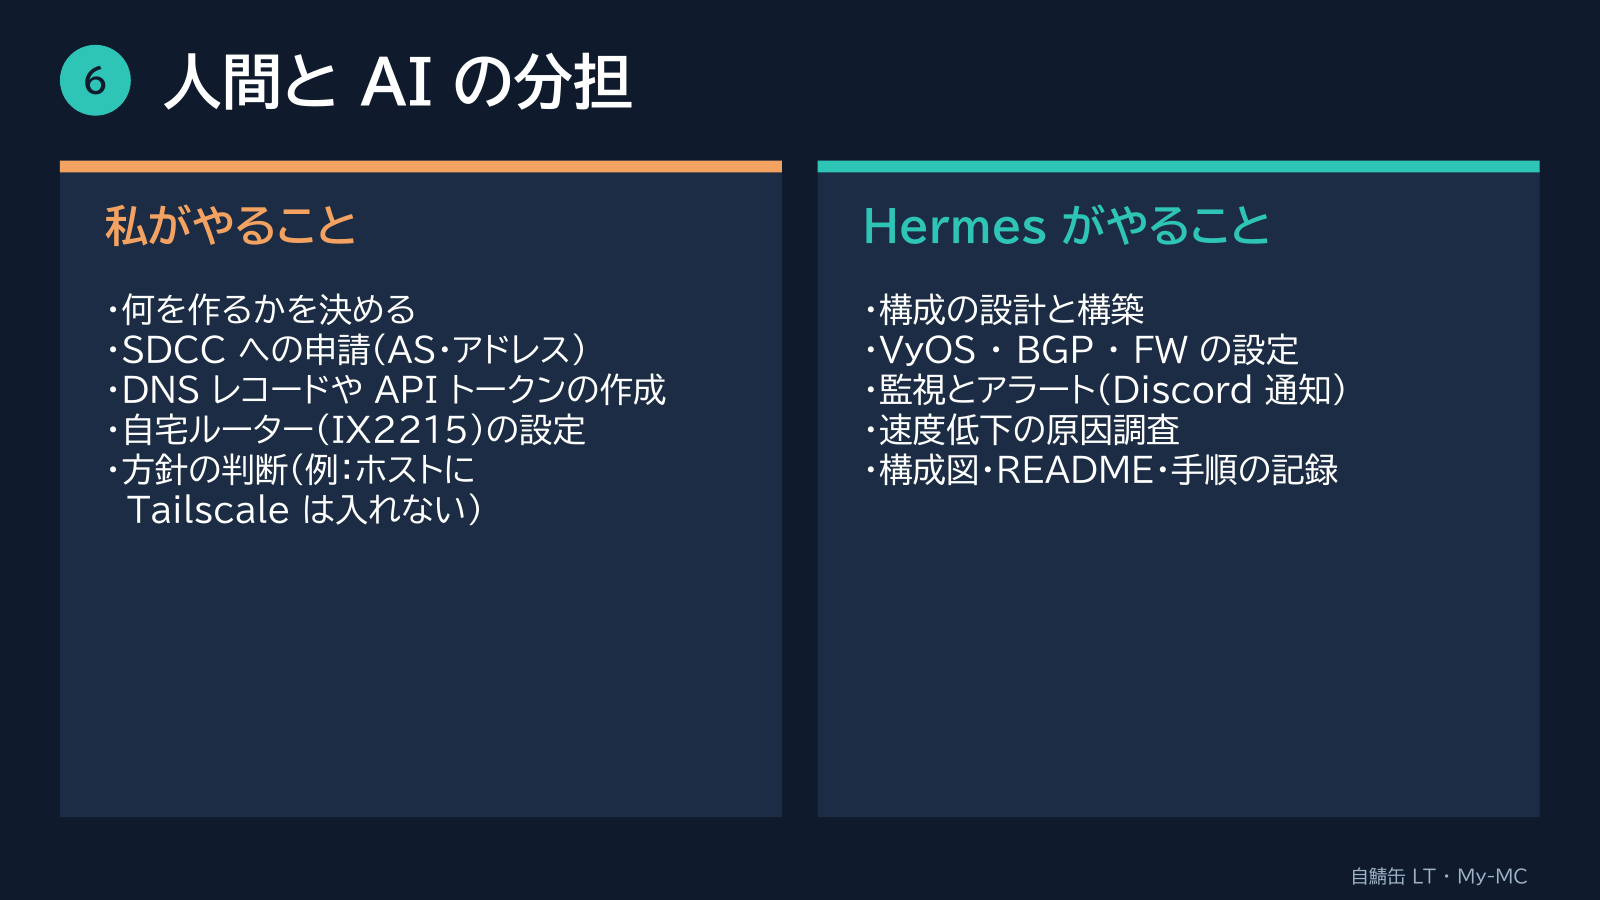 6
人間と AI の分担
私がやること
・何を作るかを決める
・SDCC への申請（AS・アドレス）
・DNS レコードや API トークンの作成
・自宅ルーター（IX2215）の設定
・方針の判断（例：ホストに
Tailscale は入れない）
Hermes がやること
・構成の設計と構築
・VyOS · BGP · FW の設定
・監視とアラート（Discord 通知）
・速度低下の原因調査
・構成図・README・手順の記録
自鯖缶 LT · My-MC